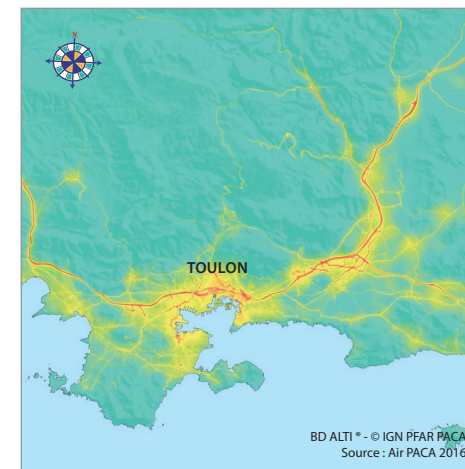 N
TOULON
BD ALTI ® - © IGN PFAR PACA
Source : Air PACA 2016